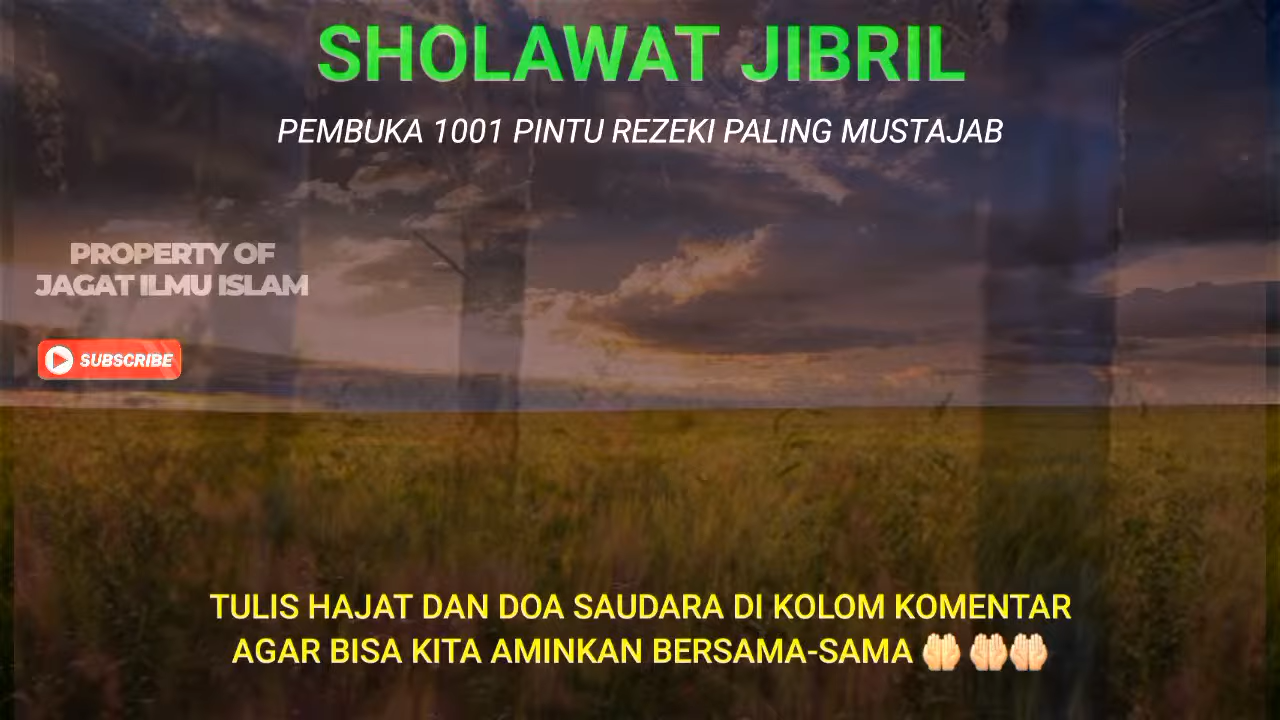 SHOLAWAT JIBRIL
PEMBUKA 1001 PINTU REZEKI PALING MUSTAJAB
PROPERTY OF
JAGAT ILMU ISLAM
SUBSCRIBE
TULIS HAJAT DAN DOA SAUDARA DI KOLOM KOMENTAR
AGAR BISA KITA AMINKAN BERSAMA-SAMA 🤲🏻 🤲🏻🤲🏻